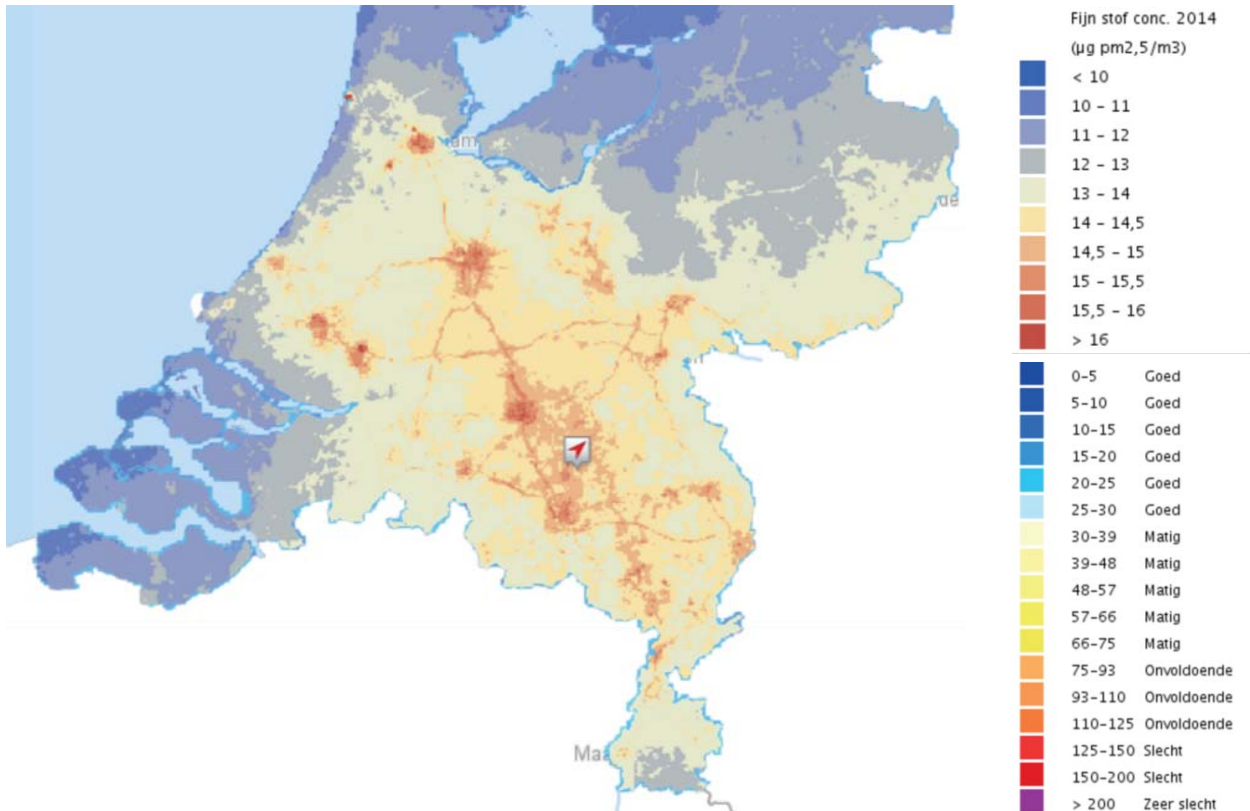 um
de
en
Maa
Fijn stof conc. 2014
(µg pm2,5/m3)
< 10
10 – 11
11 – 12
12 – 13
13 – 14
14 – 14,5
14,5 – 15
15 – 15,5
15,5 – 16
> 16
0–5 Goed
5–10 Goed
10–15 Goed
15–20 Goed
20–25 Goed
25–30 Goed
30–39 Matig
39–48 Matig
48–57 Matig
57–66 Matig
66–75 Matig
75–93 Onvoldoende
93–110 Onvoldoende
110–125 Onvoldoende
125–150 Slecht
150–200 Slecht
> 200 Zeer slecht